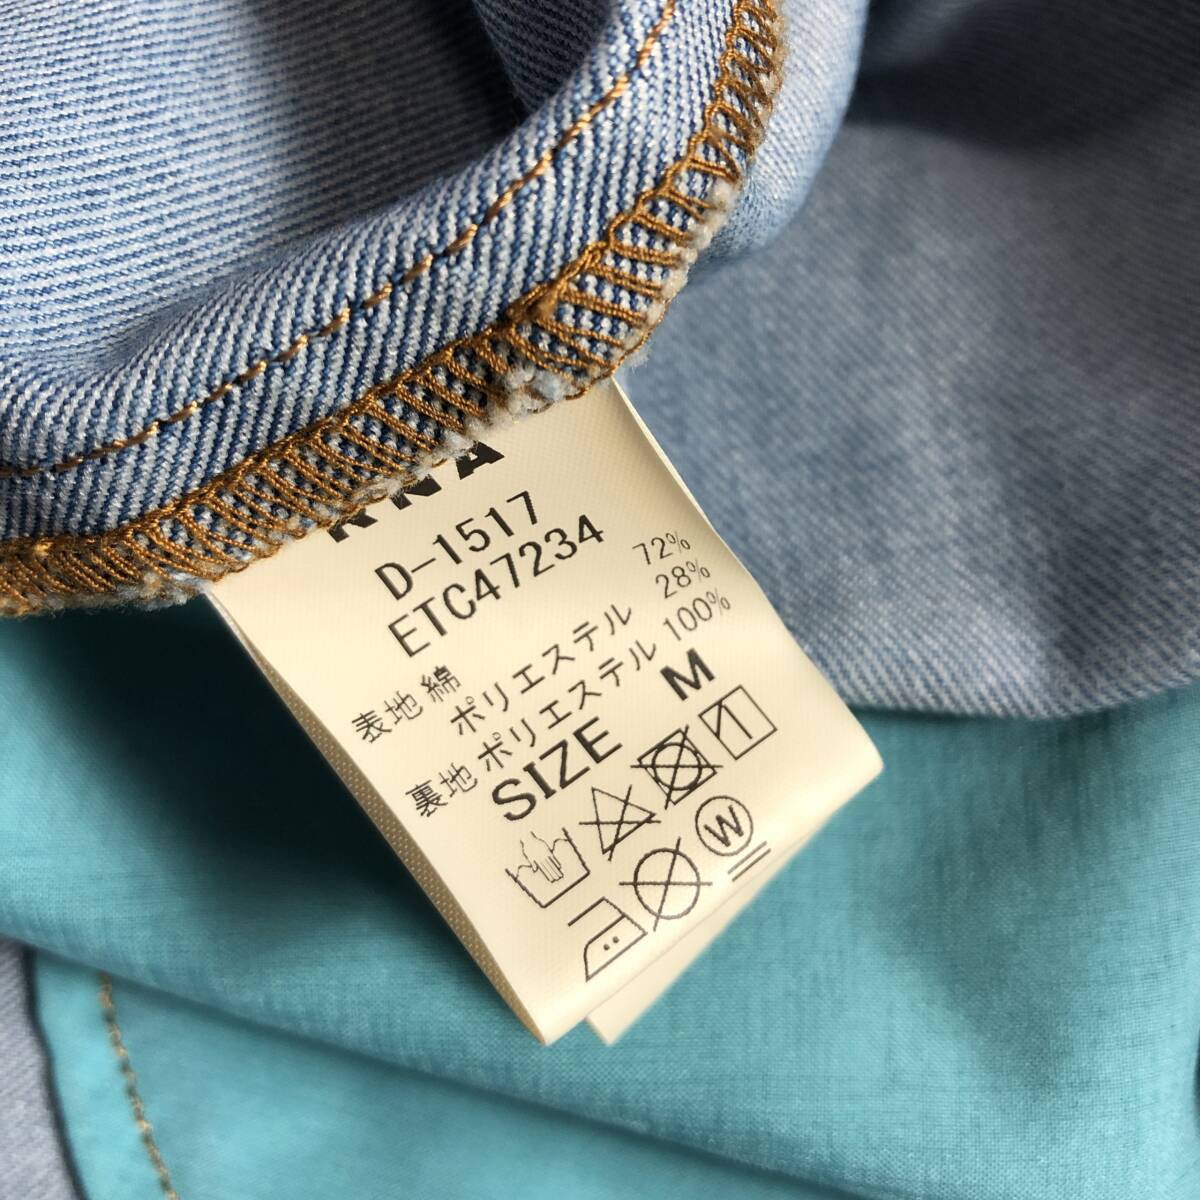 RNA
D-1517
ETC47234
表地 綿 72%
ポリエステル 28%
裏地 ポリエステル 100%
SIZE M
W